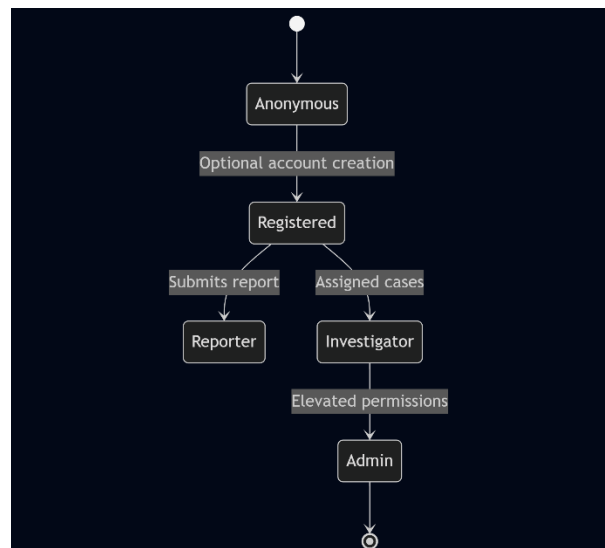 Anonymous
Optional account creation
Registered
Submits report
Assigned cases
Reporter
Investigator
Elevated permissions
Admin